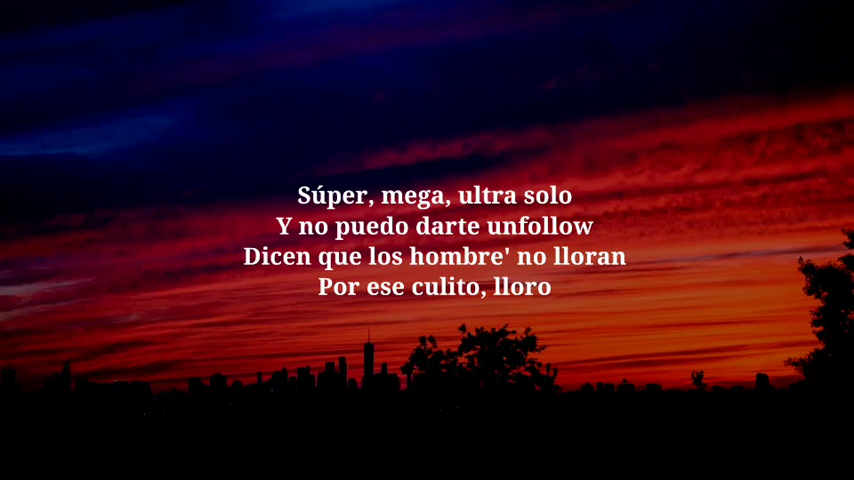 Súper, mega, ultra solo
Y no puedo darte unfollow
Dicen que los hombre' no lloran
Por ese culito, lloro